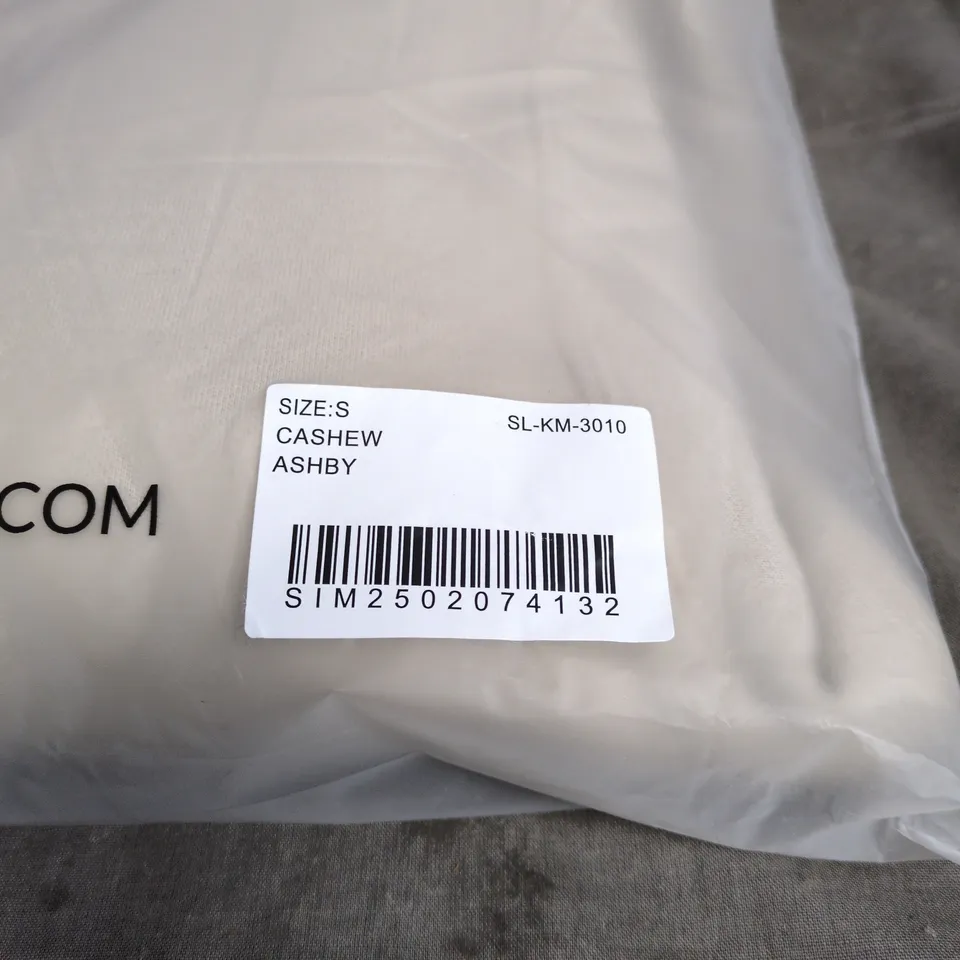 SIZE:S
SL-KM-3010
CASHEW
ASHBY
COM
SIM2502074132